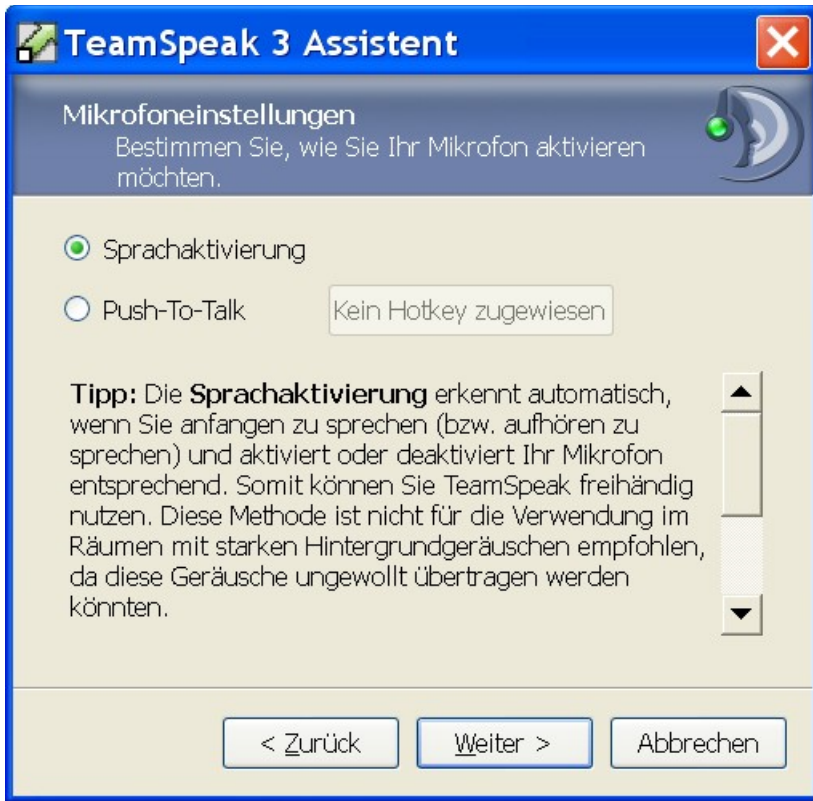 TeamSpeak 3 Assistent
Mikrofoneinstellungen
Bestimmen Sie, wie Sie Ihr Mikrofon aktivieren
möchten.
Sprachaktivierung
Push-To-Talk Kein Hotkey zugewiesen
Tipp: Die Sprachaktivierung erkennt automatisch,
wenn Sie anfangen zu sprechen (bzw. aufhören zu
sprechen) und aktiviert oder deaktiviert Ihr Mikrofon
entsprechend. Somit können Sie TeamSpeak freihändig
nutzen. Diese Methode ist nicht für die Verwendung im
Räumen mit starken Hintergrundgeräuschen empfohlen,
da diese Geräusche ungewollt übertragen werden
könnten.
< Zurück Weiter > Abbrechen